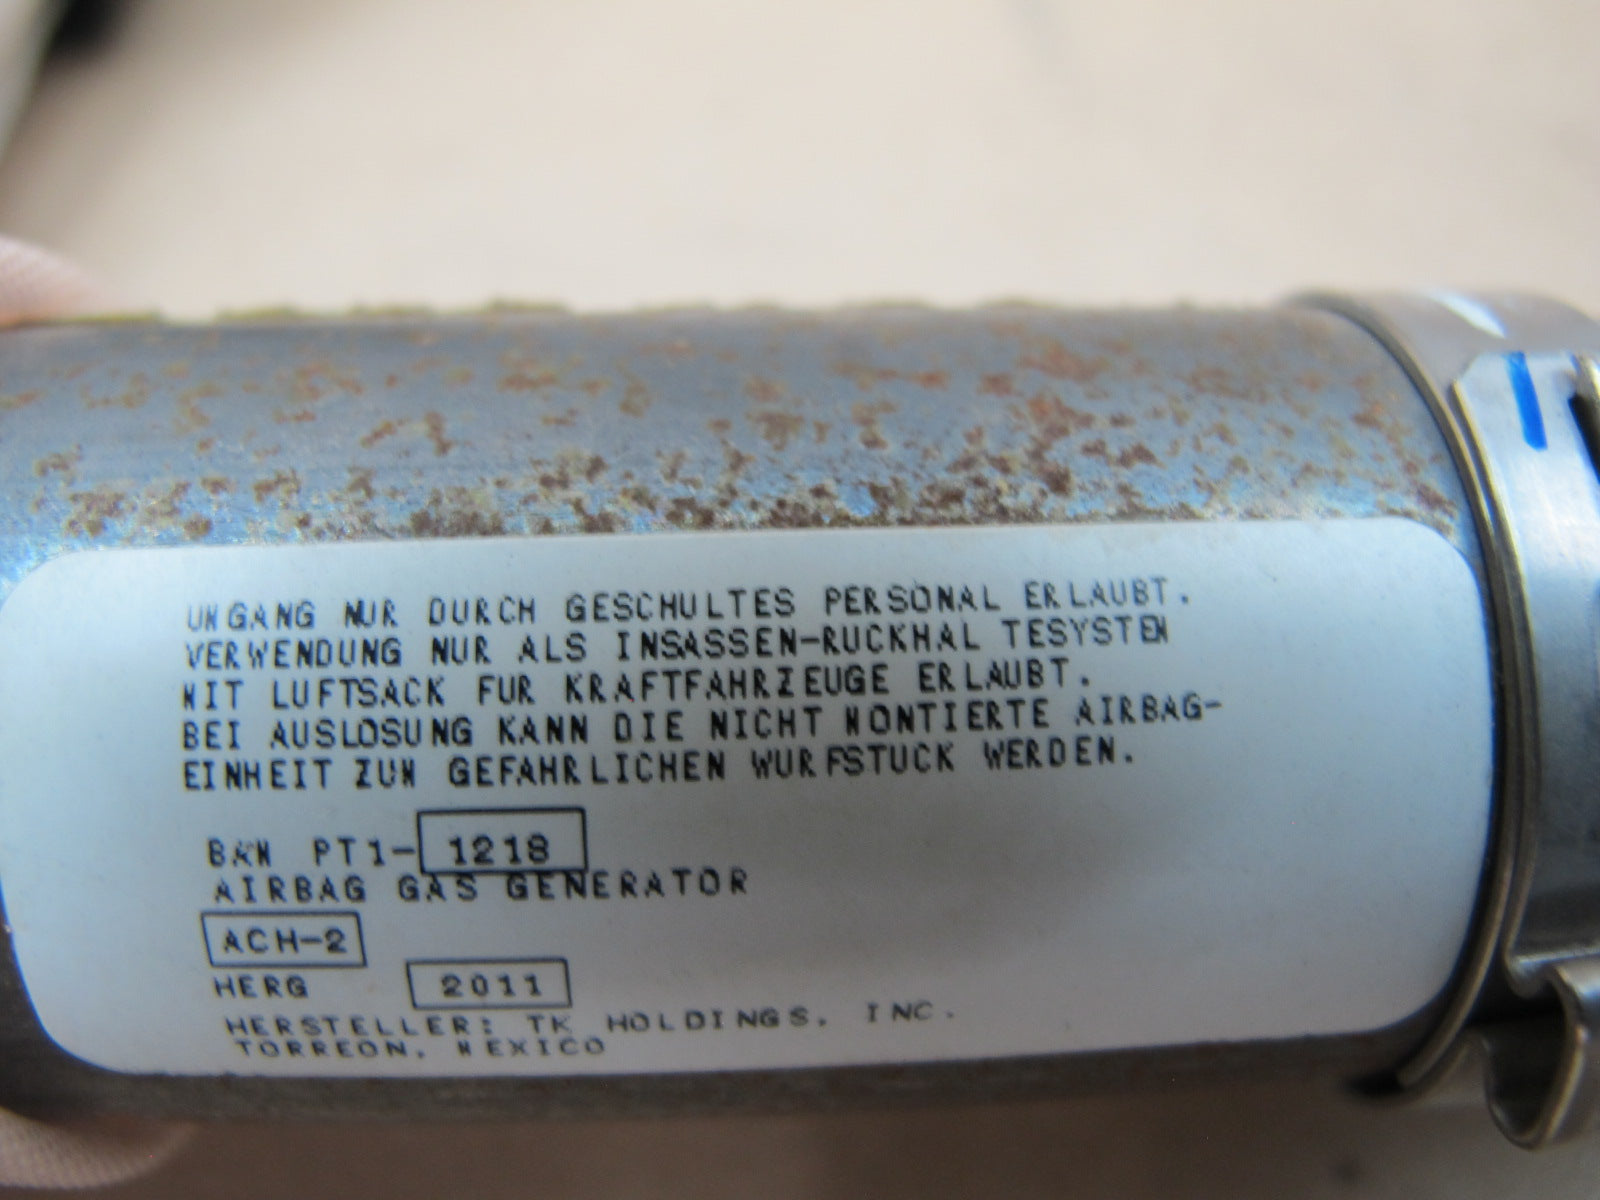 UMGANG NUR DURCH GESCHULTES PERSONAL ERLAUBT.
VERWENDUNG NUR ALS INSASSEN-RUCKHALTESYSTEM
MIT LUFTSACK FUR KRAFTFAHRZEUGE ERLAUBT.
BEI AUSLOSUNG KANN DIE NICHT MONTIERTE AIRBAG-
EINHEIT ZUM GEFAHRLICHEN WURFSTUCK WERDEN.
BAM PT1-1218
AIRBAG GAS GENERATOR
ACH-2
HERG 2011
HERSTELLER: TK HOLDINGS, INC.
TORREON, MEXICO